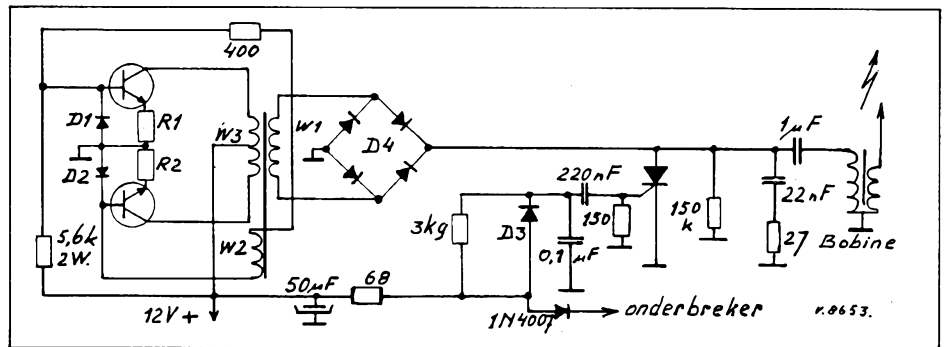 400
D1
R1
D2
R2
W3
W1
D4
W2
5,6k
2W.
12V +
50µF
68
3k9
D3
220nF
150
0,1 µF
1N4007
onderbreker
150
k
1µF
22nF
27
Bobine
v.8653.